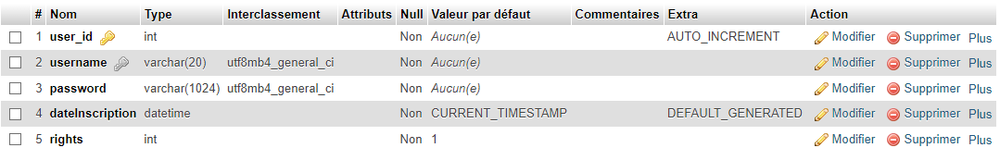 # Nom Type Interclassement Attributs Null Valeur par défaut Commentaires Extra Action
1 user_id int Non Aucun(e) AUTO_INCREMENT Modifier Supprimer Plus
2 username varchar(20) utf8mb4_general_ci Non Aucun(e) Modifier Supprimer Plus
3 password varchar(1024) utf8mb4_general_ci Non Aucun(e) Modifier Supprimer Plus
4 dateInscription datetime Non CURRENT_TIMESTAMP DEFAULT_GENERATED Modifier Supprimer Plus
5 rights int Non 1 Modifier Supprimer Plus